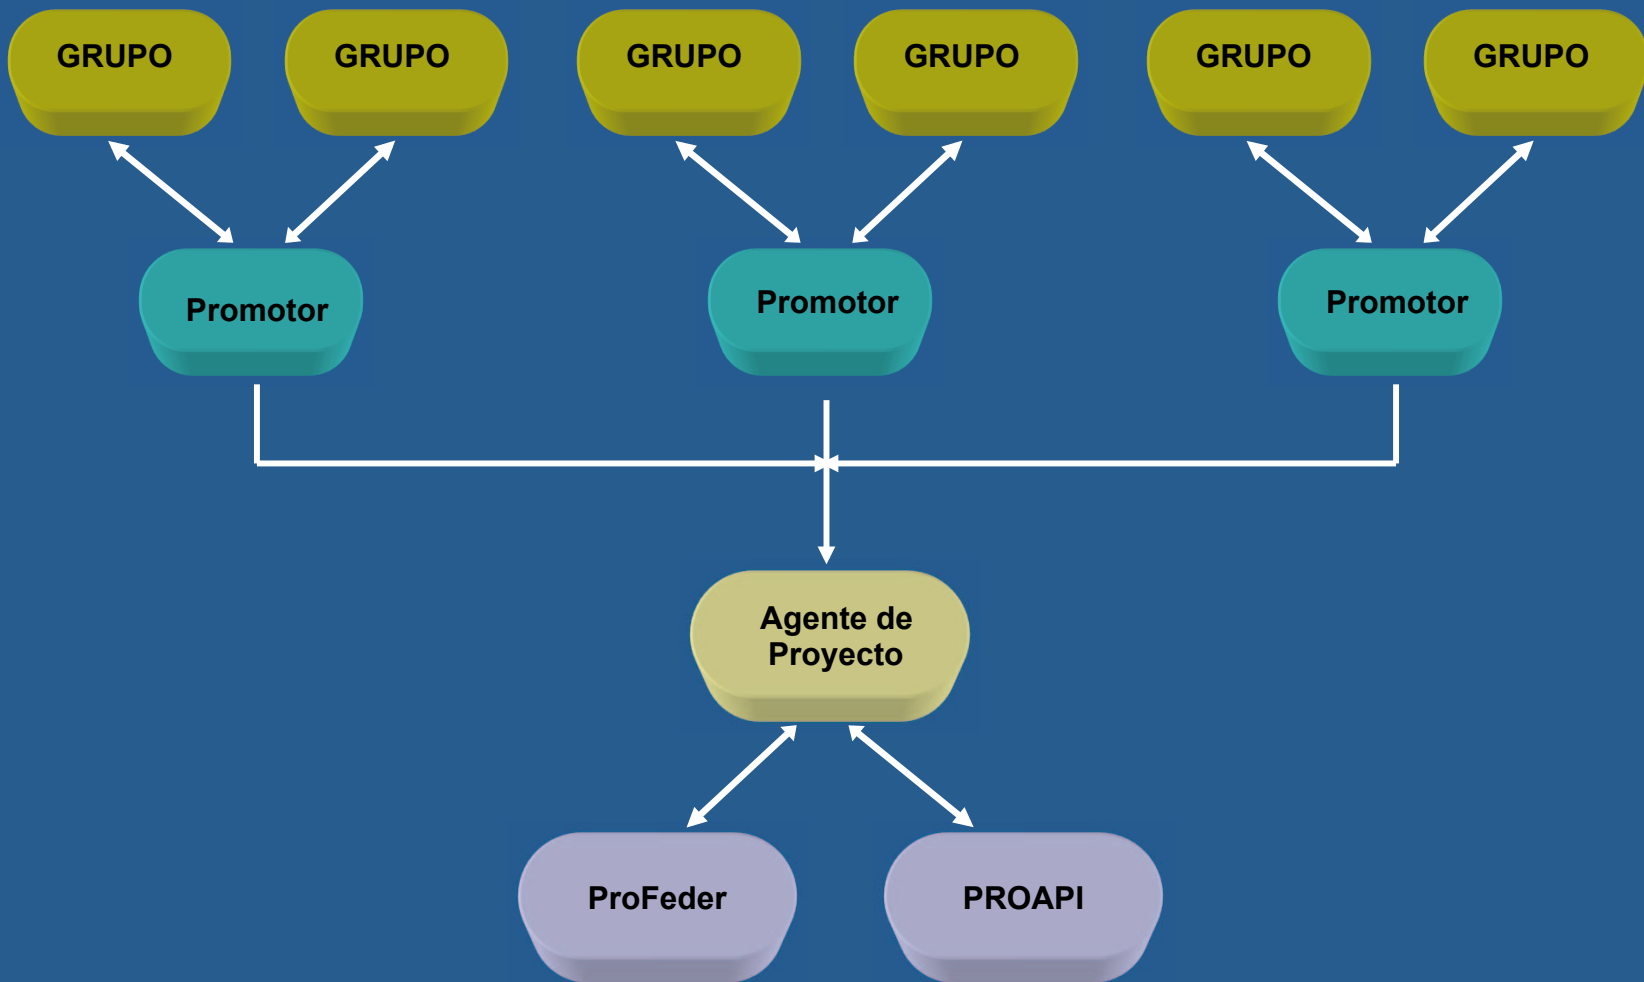 GRUPO
GRUPO
GRUPO
GRUPO
GRUPO
GRUPO
Promotor
Promotor
Promotor
Agente de
Proyecto
ProFeder
PROAPI